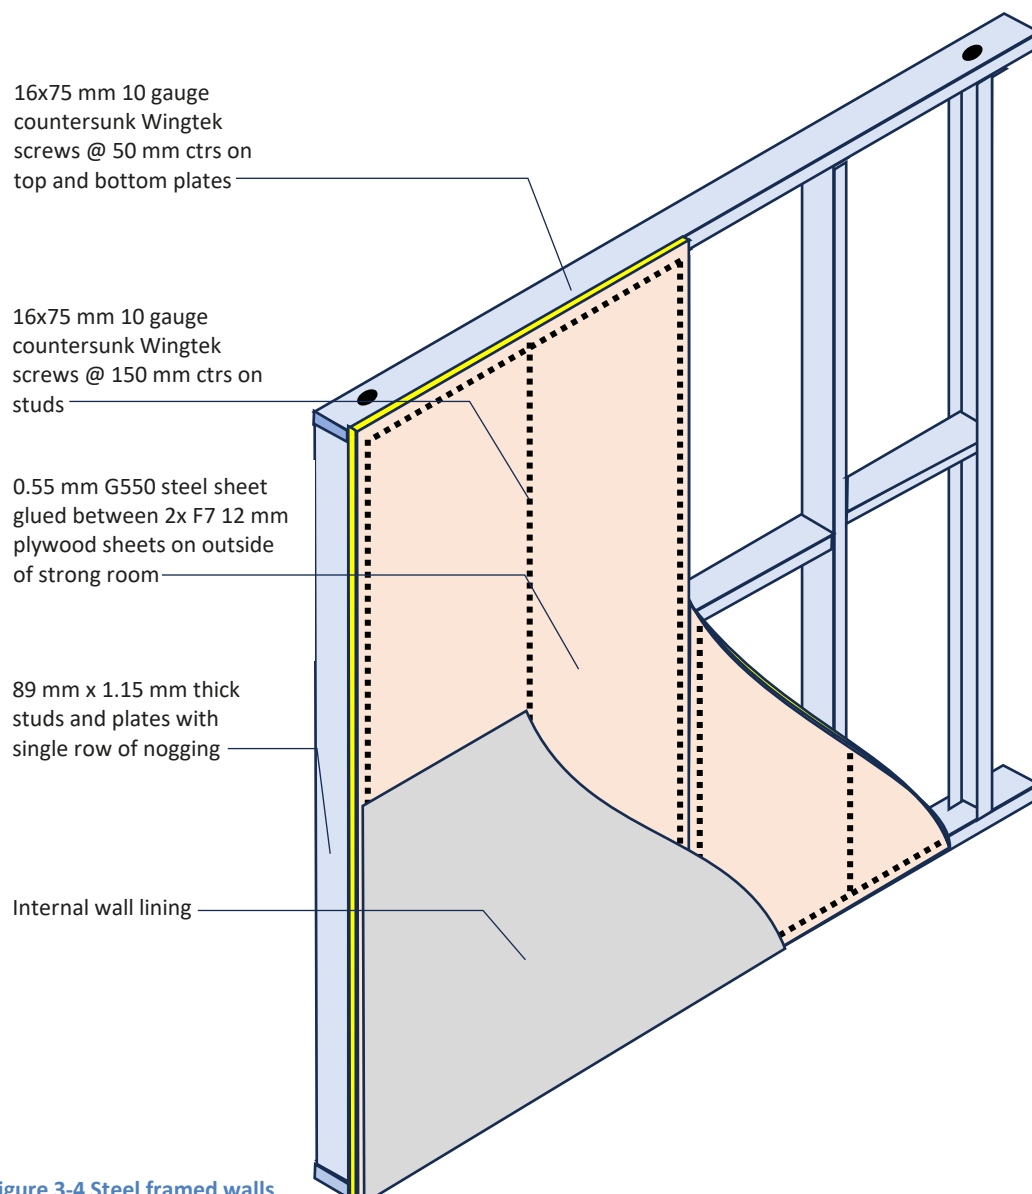 16x75 mm 10 gauge
countersunk Wingtek
screws @ 50 mm ctrs on
top and bottom plates
16x75 mm 10 gauge
countersunk Wingtek
screws @ 150 mm ctrs on
studs
0.55 mm G550 steel sheet
glued between 2x F7 12 mm
plywood sheets on outside
of strong room
89 mm x 1.15 mm thick
studs and plates with
single row of nogging
Internal wall lining
igure 3-4 Steel framed walls